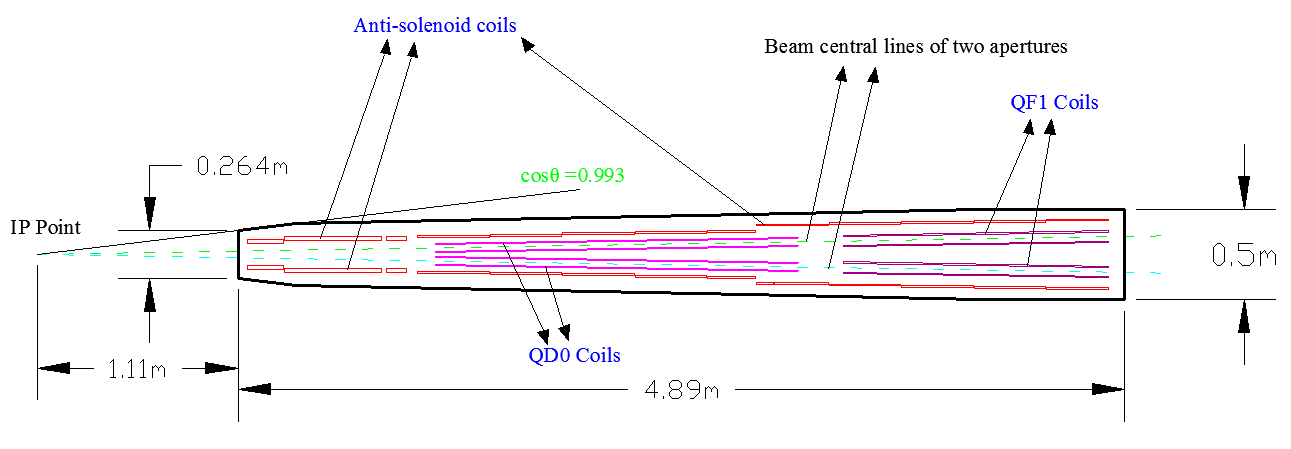 Anti-solenoid coils
Beam central lines of two apertures
QF1 Coils
0.264m
cosθ =0.993
IP Point
0.5m
QD0 Coils
1.11m
4.89m